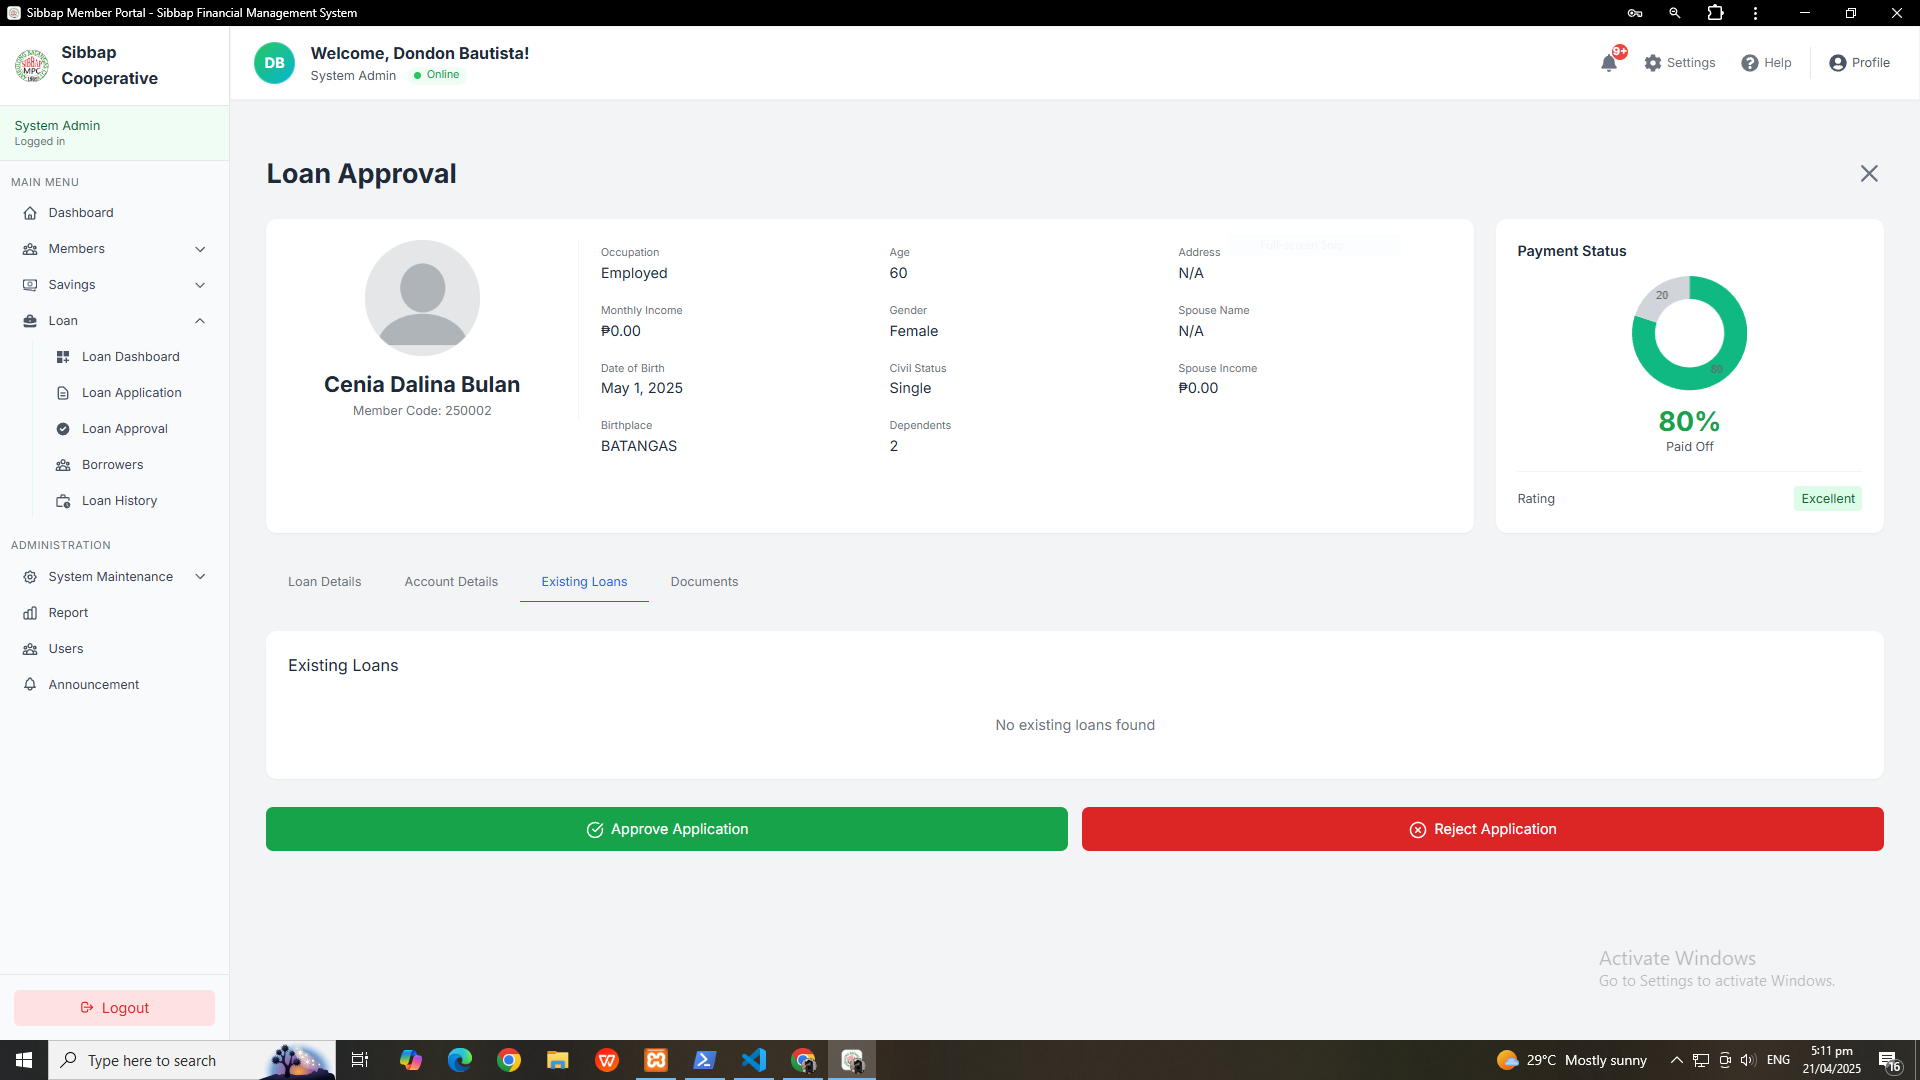 Sibbap Member Portal - Sibbap Financial Management System
Sibbap
Cooperative
System Admin
Logged in
MAIN MENU
Dashboard
Members
Savings
Loan
Loan Dashboard
Loan Application
Loan Approval
Borrowers
Loan History
ADMINISTRATION
System Maintenance
Report
Users
Announcement
Logout
DB
Welcome, Dondon Bautista!
System Admin
Online
9+
Settings
Help
Profile
Loan Approval
Cenia Dalina Bulan
Member Code: 250002
Occupation
Employed
Age
60
Address
N/A
Full-screen Snip
Monthly Income
₱0.00
Gender
Female
Spouse Name
N/A
Date of Birth
May 1, 2025
Civil Status
Single
Spouse Income
₱0.00
Birthplace
BATANGAS
Dependents
2
Payment Status
20
80
80%
Paid Off
Rating
Excellent
Loan Details
Account Details
Existing Loans
Documents
Existing Loans
No existing loans found
Approve Application
Reject Application
Activate Windows
Go to Settings to activate Windows.
Type here to search
29°C Mostly sunny
ENG
5:11 pm
21/04/2025
16